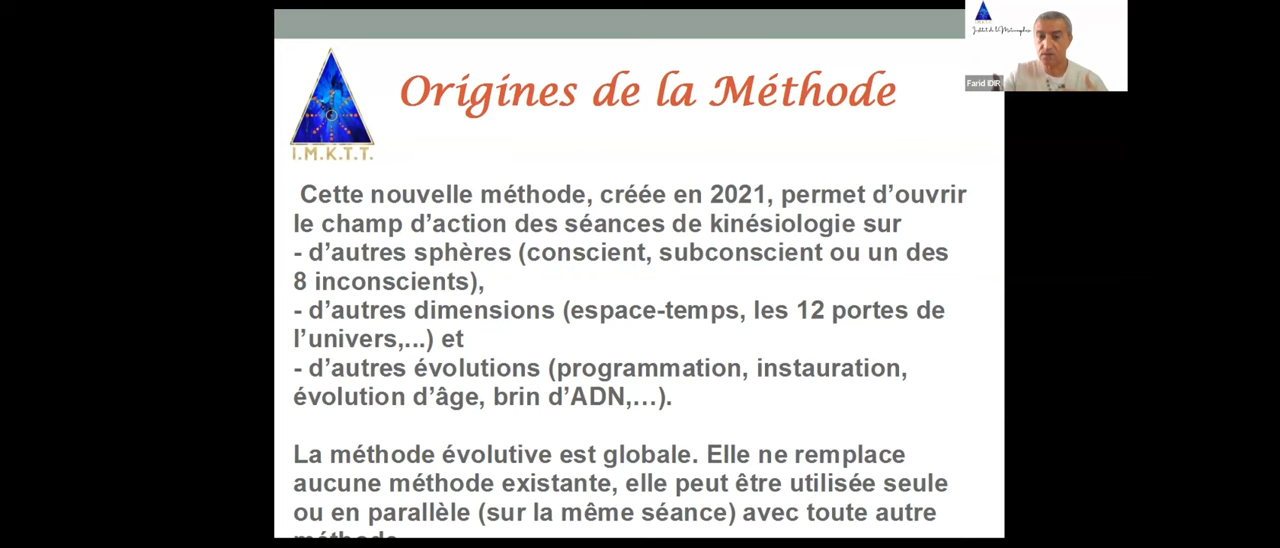 Origines de la Méthode
I.M.K.T.T.
Farid IDIR
Cette nouvelle méthode, créée en 2021, permet d’ouvrir
le champ d’action des séances de kinésiologie sur
- d’autres sphères (conscient, subconscient ou un des
8 inconscients),
- d’autres dimensions (espace-temps, les 12 portes de
l’univers,...) et
- d’autres évolutions (programmation, instauration,
évolution d’âge, brin d’ADN,…).
La méthode évolutive est globale. Elle ne remplace
aucune méthode existante, elle peut être utilisée seule
ou en parallèle (sur la même séance) avec toute autre
méthode